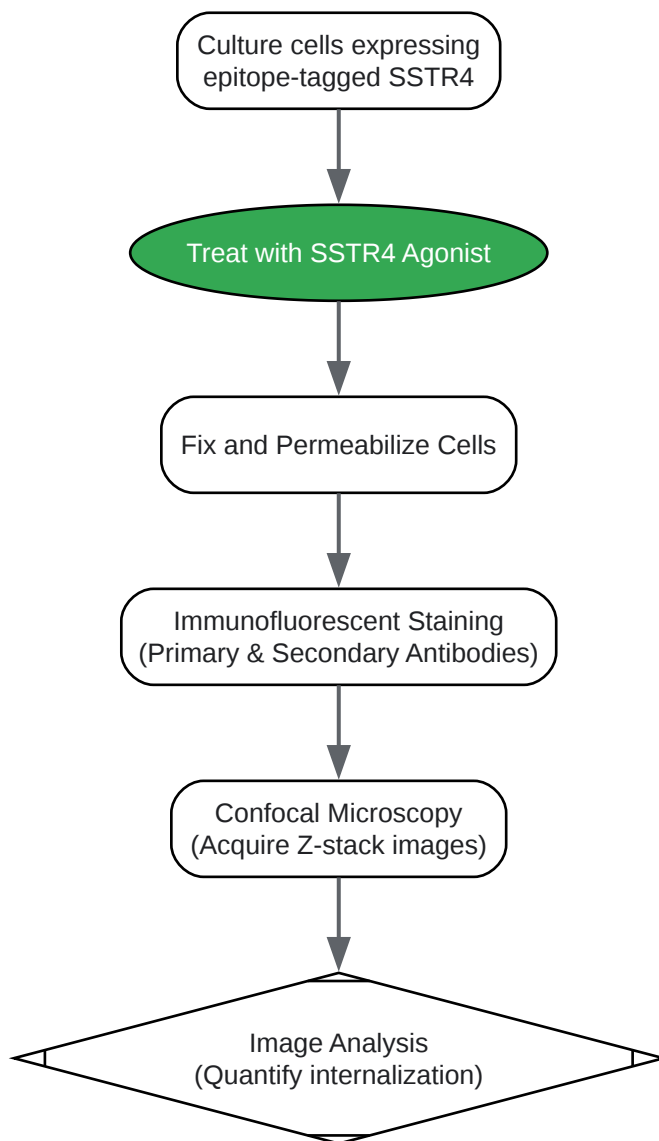 Culture cells expressing
epitope-tagged SSTR4
Treat with SSTR4 Agonist
Fix and Permeabilize Cells
Immunofluorescent Staining
(Primary & Secondary Antibodies)
Confocal Microscopy
(Acquire Z-stack images)
Image Analysis
(Quantify internalization)